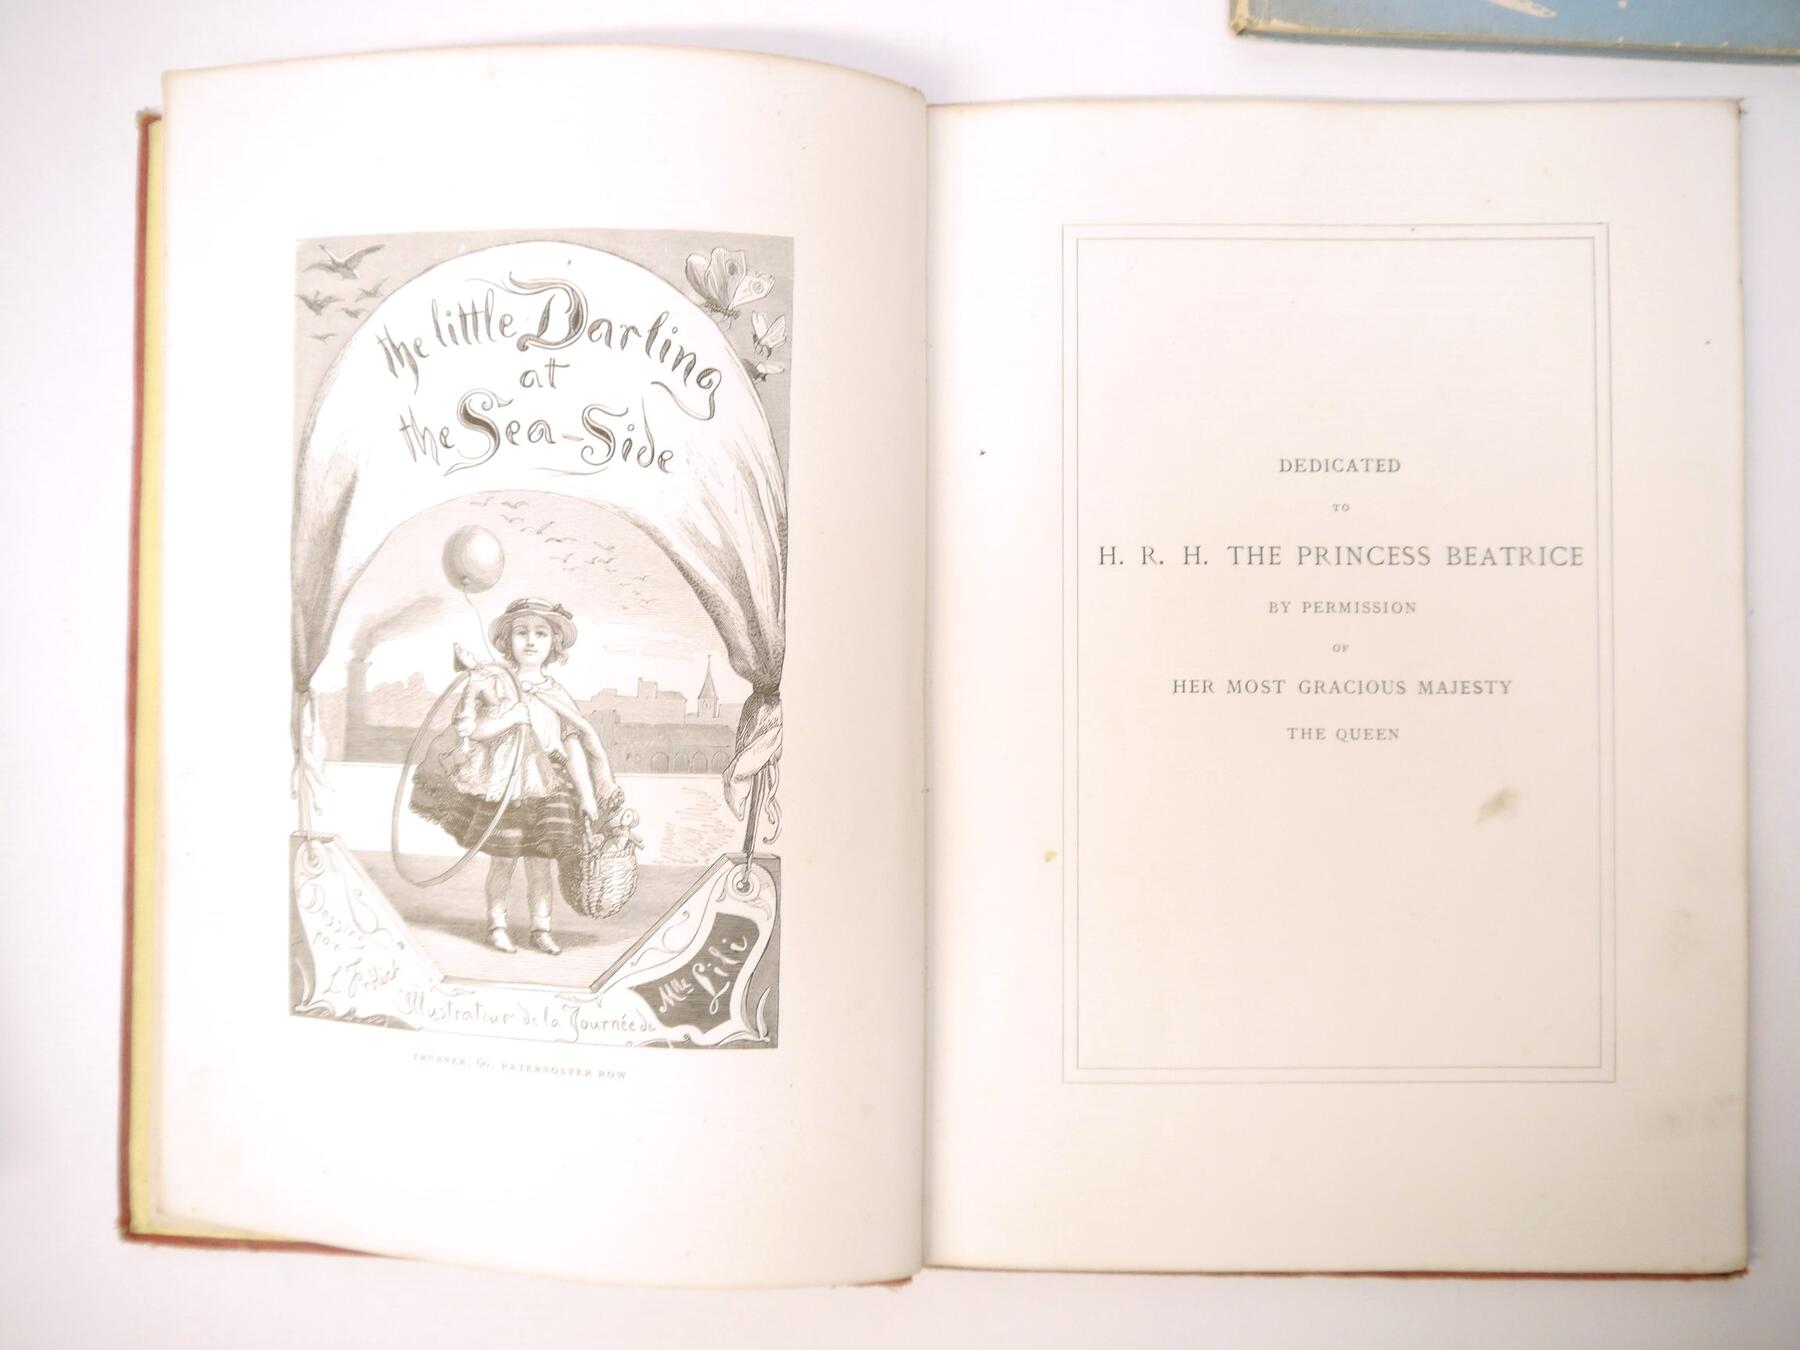 the little Darling
at
the Sea-Side
Dessins
par
L Frölich
Illustrateur de la Journée de
Mlle Lili
TRÜBNER, 60, PATERNOSTER ROW
DEDICATED
TO
H. R. H. THE PRINCESS BEATRICE
BY PERMISSION
OF
HER MOST GRACIOUS MAJESTY
THE QUEEN